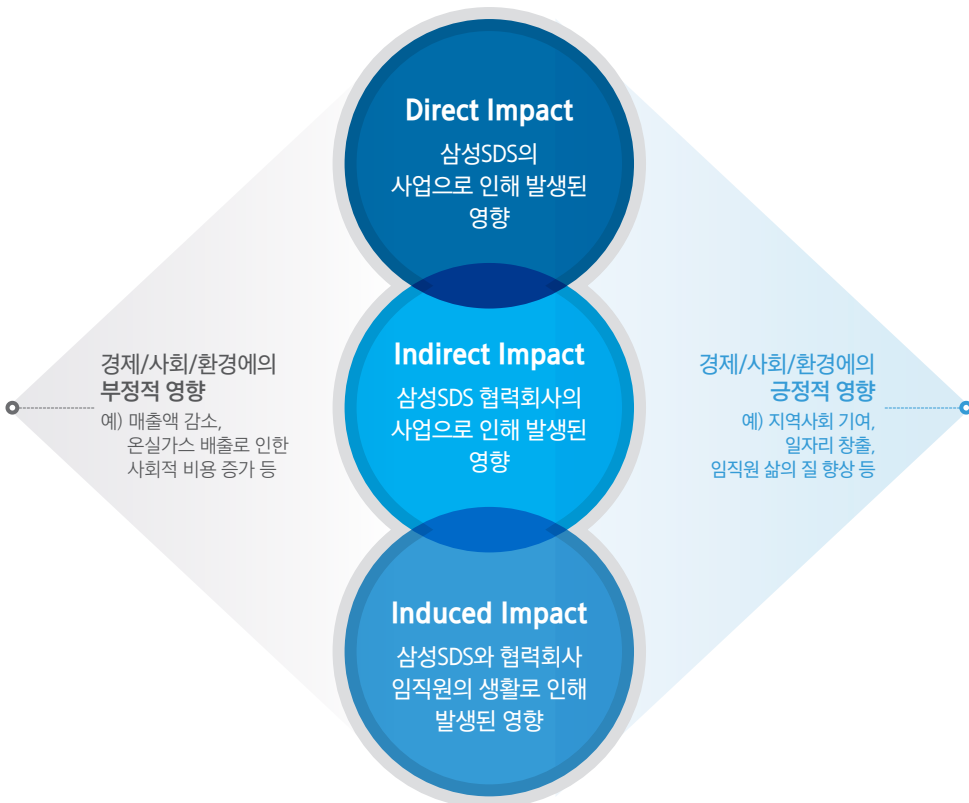 Direct Impact
삼성SDS의
사업으로 인해 발생된
영향
경제/사회/환경에의
부정적 영향
예) 매출액 감소,
온실가스 배출로 인한
사회적 비용 증가 등
Indirect Impact
삼성SDS 협력회사의
사업으로 인해 발생된
영향
경제/사회/환경에의
긍정적 영향
예) 지역사회 기여,
일자리 창출,
임직원 삶의 질 향상 등
Induced Impact
삼성SDS와 협력회사
임직원의 생활로 인해
발생된 영향